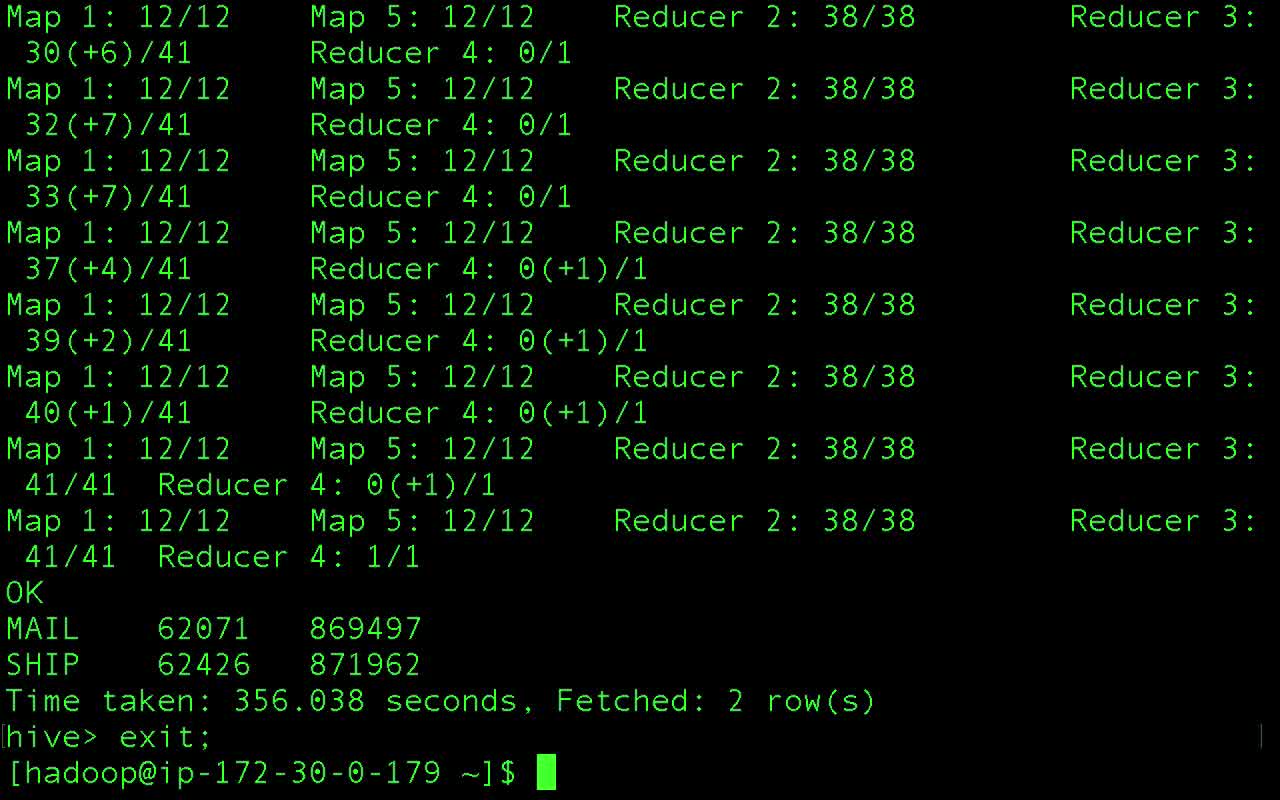 Map 1: 12/12    Map 5: 12/12    Reducer 2: 38/38        Reducer 3:
 30(+6)/41      Reducer 4: 0/1
Map 1: 12/12    Map 5: 12/12    Reducer 2: 38/38        Reducer 3:
 32(+7)/41      Reducer 4: 0/1
Map 1: 12/12    Map 5: 12/12    Reducer 2: 38/38        Reducer 3:
 33(+7)/41      Reducer 4: 0/1
Map 1: 12/12    Map 5: 12/12    Reducer 2: 38/38        Reducer 3:
 37(+4)/41      Reducer 4: 0(+1)/1
Map 1: 12/12    Map 5: 12/12    Reducer 2: 38/38        Reducer 3:
 39(+2)/41      Reducer 4: 0(+1)/1
Map 1: 12/12    Map 5: 12/12    Reducer 2: 38/38        Reducer 3:
 40(+1)/41      Reducer 4: 0(+1)/1
Map 1: 12/12    Map 5: 12/12    Reducer 2: 38/38        Reducer 3:
 41/41  Reducer 4: 0(+1)/1
Map 1: 12/12    Map 5: 12/12    Reducer 2: 38/38        Reducer 3:
 41/41  Reducer 4: 1/1
OK
MAIL    62071   869497
SHIP    62426   871962
Time taken: 356.038 seconds, Fetched: 2 row(s)
hive> exit;
[hadoop@ip-172-30-0-179 ~]$